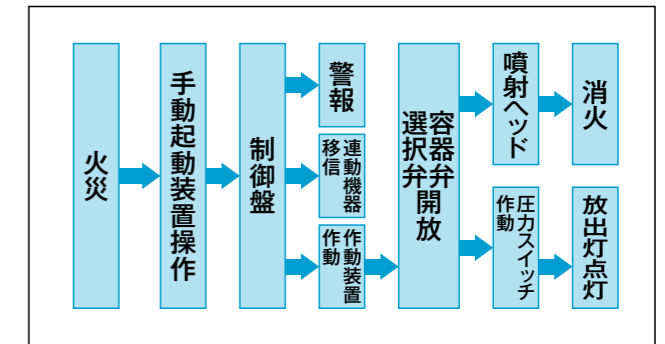 火災
手動起動装置操作
制御盤
警報
連動機器
移信
作動装置
作動
容器弁
選択弁開放
噴射ヘッド
消火
圧力スイッチ
作動
放出灯点灯